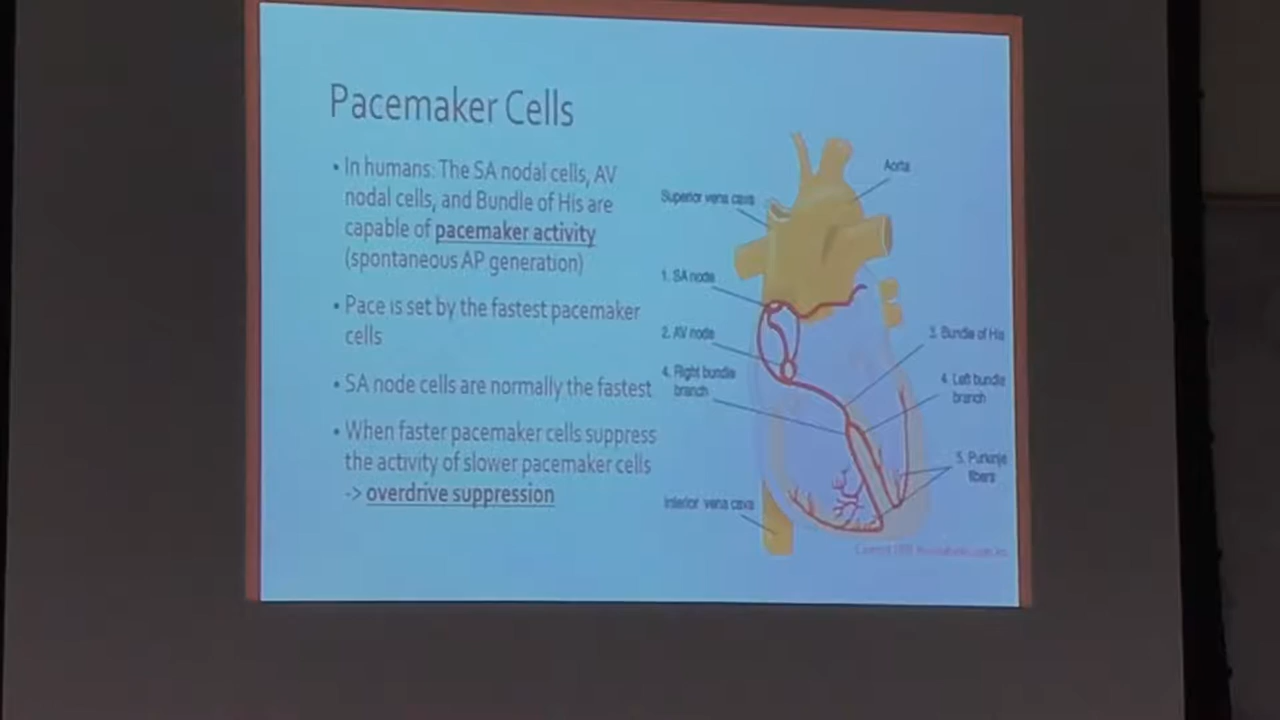 Pacemaker Cells
• In humans: The SA nodal cells, AV
nodal cells, and Bundle of His are
capable of pacemaker activity
(spontaneous AP generation)
• Pace is set by the fastest pacemaker
cells
• SA node cells are normally the fastest
• When faster pacemaker cells suppress
the activity of slower pacemaker cells
-> overdrive suppression
Aorta
Superior vena cava
1. SA node
2. AV node
3. Bundle of His
4. Right bundle
branch
4. Left bundle
branch
5. Purkinje
fibers
Inferior vena cava